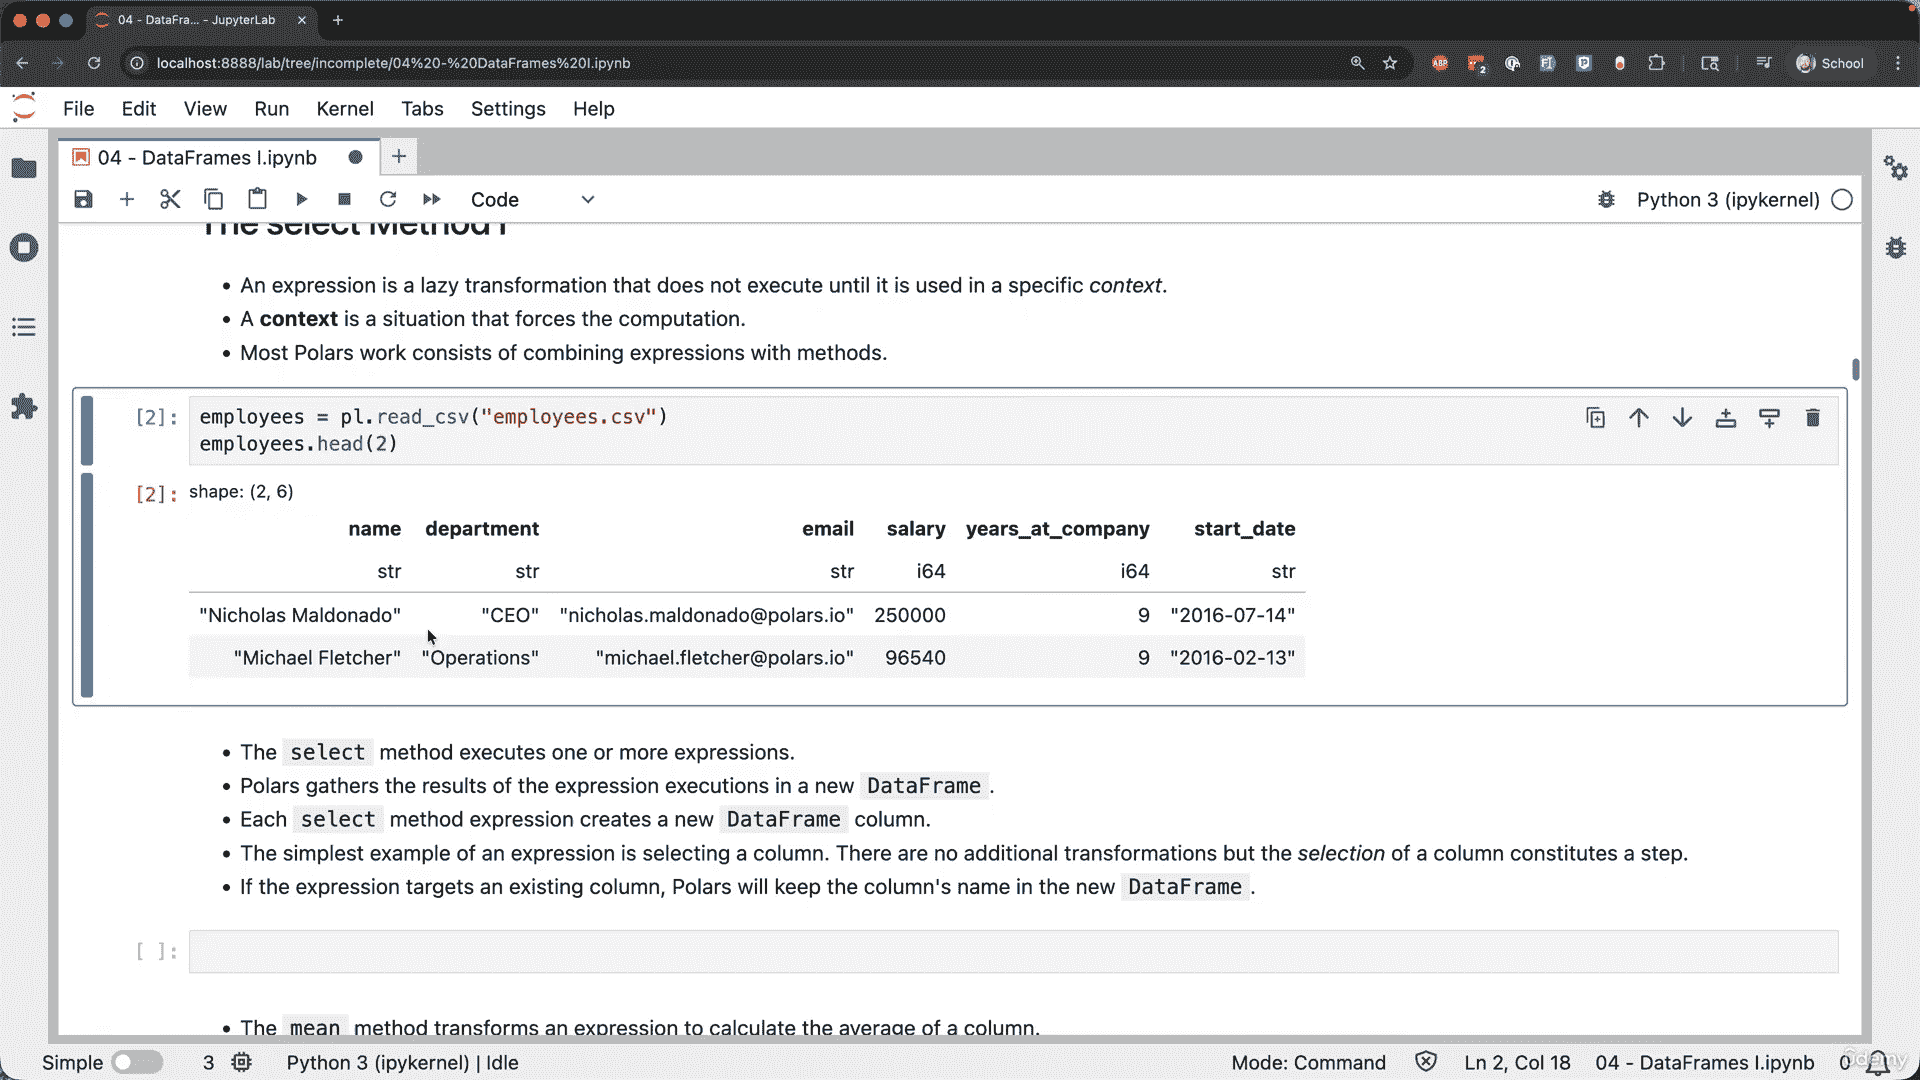 04 - DataFra... - JupyterLab
localhost:8888/lab/tree/incomplete/04%20-%20DataFrames%20I.ipynb
ABP
2
School
File Edit View Run Kernel Tabs Settings Help
04 - DataFrames I.ipynb
Code
Python 3 (ipykernel)
The select Method I
An expression is a lazy transformation that does not execute until it is used in a specific context.
A context is a situation that forces the computation.
Most Polars work consists of combining expressions with methods.
[2]: employees = pl.read_csv("employees.csv")
employees.head(2)
[2]: shape: (2, 6)
name department email salary years_at_company start_date
str str str i64 i64 str
"Nicholas Maldonado" "CEO" "nicholas.maldonado@polars.io" 250000 9 "2016-07-14"
"Michael Fletcher" "Operations" "michael.fletcher@polars.io" 96540 9 "2016-02-13"
The select method executes one or more expressions.
Polars gathers the results of the expression executions in a new DataFrame .
Each select method expression creates a new DataFrame column.
The simplest example of an expression is selecting a column. There are no additional transformations but the selection of a column constitutes a step.
If the expression targets an existing column, Polars will keep the column's name in the new DataFrame .
[ ]:
The mean method transforms an expression to calculate the average of a column.
Simple 3 Python 3 (ipykernel) | Idle Mode: Command Ln 2, Col 18 04 - DataFrames I.ipynb 0
Udemy